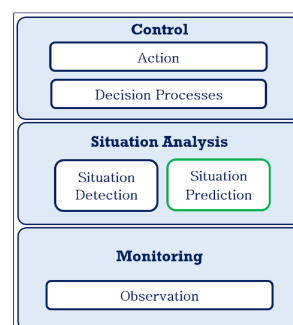 Control
Action
Decision Processes
Situation Analysis
Situation
Detection
Situation
Prediction
Monitoring
Observation